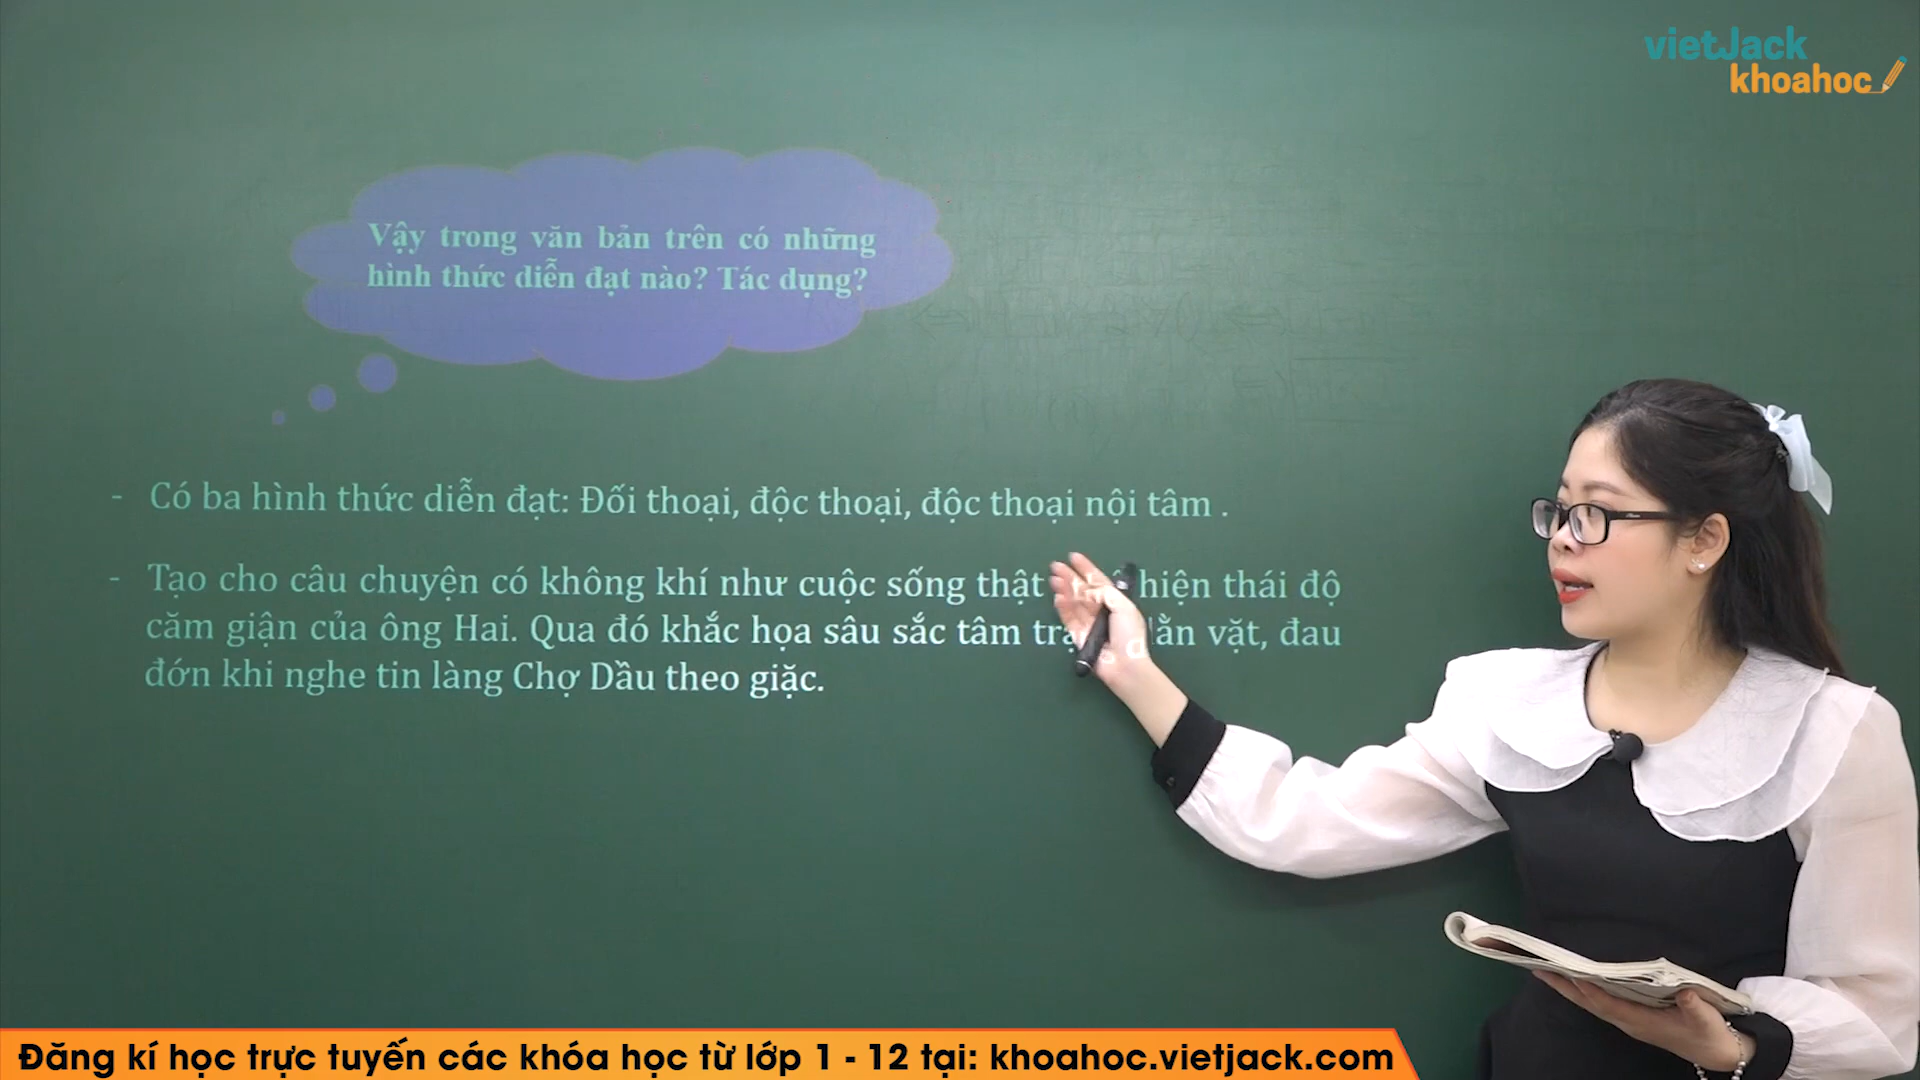 vietJack
khoahoc
Vậy trong văn bản trên có những
hình thức diễn đạt nào? Tác dụng?
- Có ba hình thức diễn đạt: Đối thoại, độc thoại, độc thoại nội tâm .
- Tạo cho câu chuyện có không khí như cuộc sống thật thể hiện thái độ
căm giận của ông Hai. Qua đó khắc họa sâu sắc tâm trạng dằn vặt, đau
đớn khi nghe tin làng Chợ Dầu theo giặc.
Đăng kí học trực tuyến các khóa học từ lớp 1 - 12 tại: khoahoc.vietjack.com